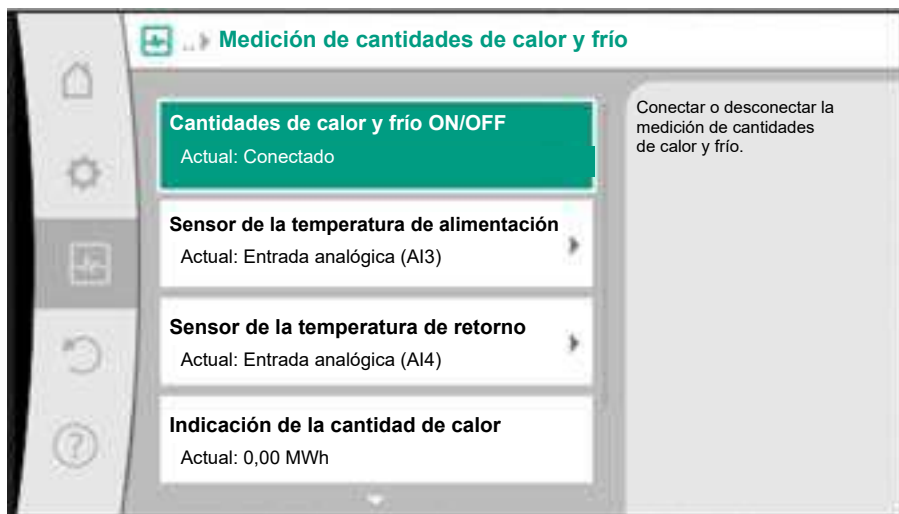 ..› Medición de cantidades de calor y frío
Cantidades de calor y frío ON/OFF
Actual: Conectado
Sensor de la temperatura de alimentación
Actual: Entrada analógica (AI3)
Sensor de la temperatura de retorno
Actual: Entrada analógica (AI4)
Indicación de la cantidad de calor
Actual: 0,00 MWh
Conectar o desconectar la
medición de cantidades
de calor y frío.